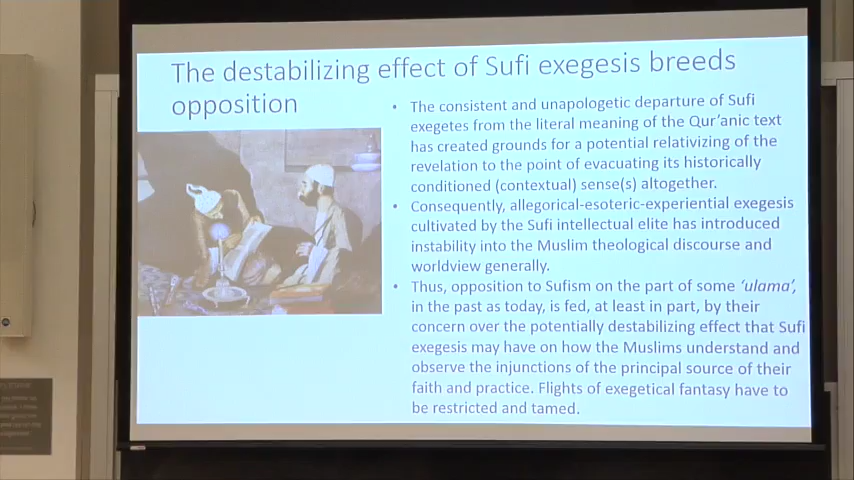 The destabilizing effect of Sufi exegesis breeds
opposition
• The consistent and unapologetic departure of Sufi
exegetes from the literal meaning of the Qur’anic text
has created grounds for a potential relativizing of the
revelation to the point of evacuating its historically
conditioned (contextual) sense(s) altogether.
• Consequently, allegorical-esoteric-experiential exegesis
cultivated by the Sufi intellectual elite has introduced
instability into the Muslim theological discourse and
worldview generally.
• Thus, opposition to Sufism on the part of some ‘ulama’,
in the past as today, is fed, at least in part, by their
concern over the potentially destabilizing effect that Sufi
exegesis may have on how the Muslims understand and
observe the injunctions of the principal source of their
faith and practice. Flights of exegetical fantasy have to
be restricted and tamed.